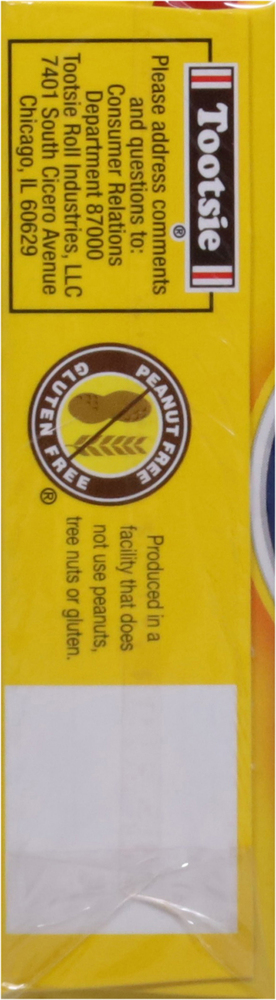 Tootsie®
Please address comments
and questions to:
Consumer Relations
Department 87000
Tootsie Roll Industries, LLC
7401 South Cicero Avenue
Chicago, IL 60629
PEANUT FREE
GLUTEN FREE ®
Produced in a
facility that does
not use peanuts,
tree nuts or gluten.